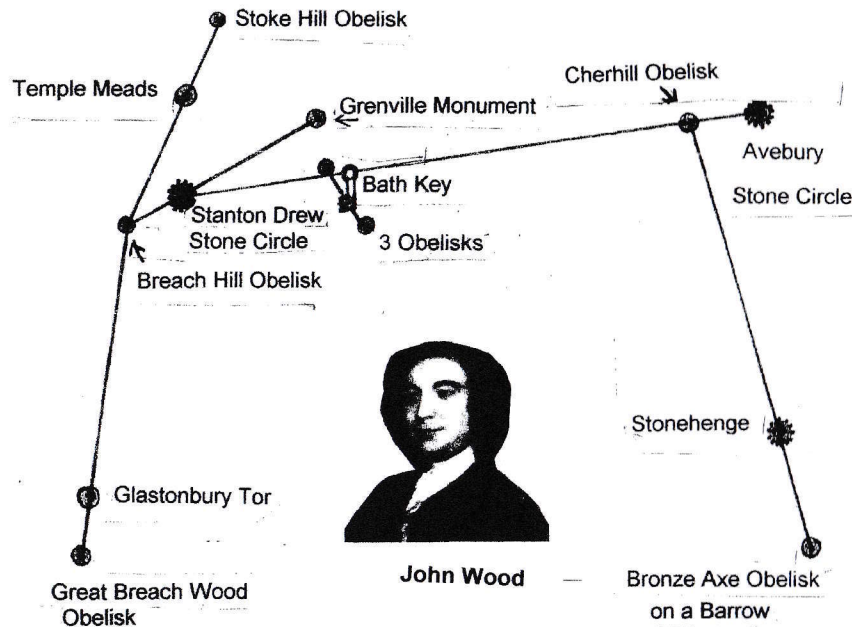 Stoke Hill Obelisk
Temple Meads
Cherhill Obelisk
Grenville Monument
Avebury
Stone Circle
Bath Key
Stanton Drew
Stone Circle
3 Obelisks
Breach Hill Obelisk
Stonehenge
Glastonbury Tor
John Wood
Great Breach Wood
Obelisk
Bronze Axe Obelisk
on a Barrow